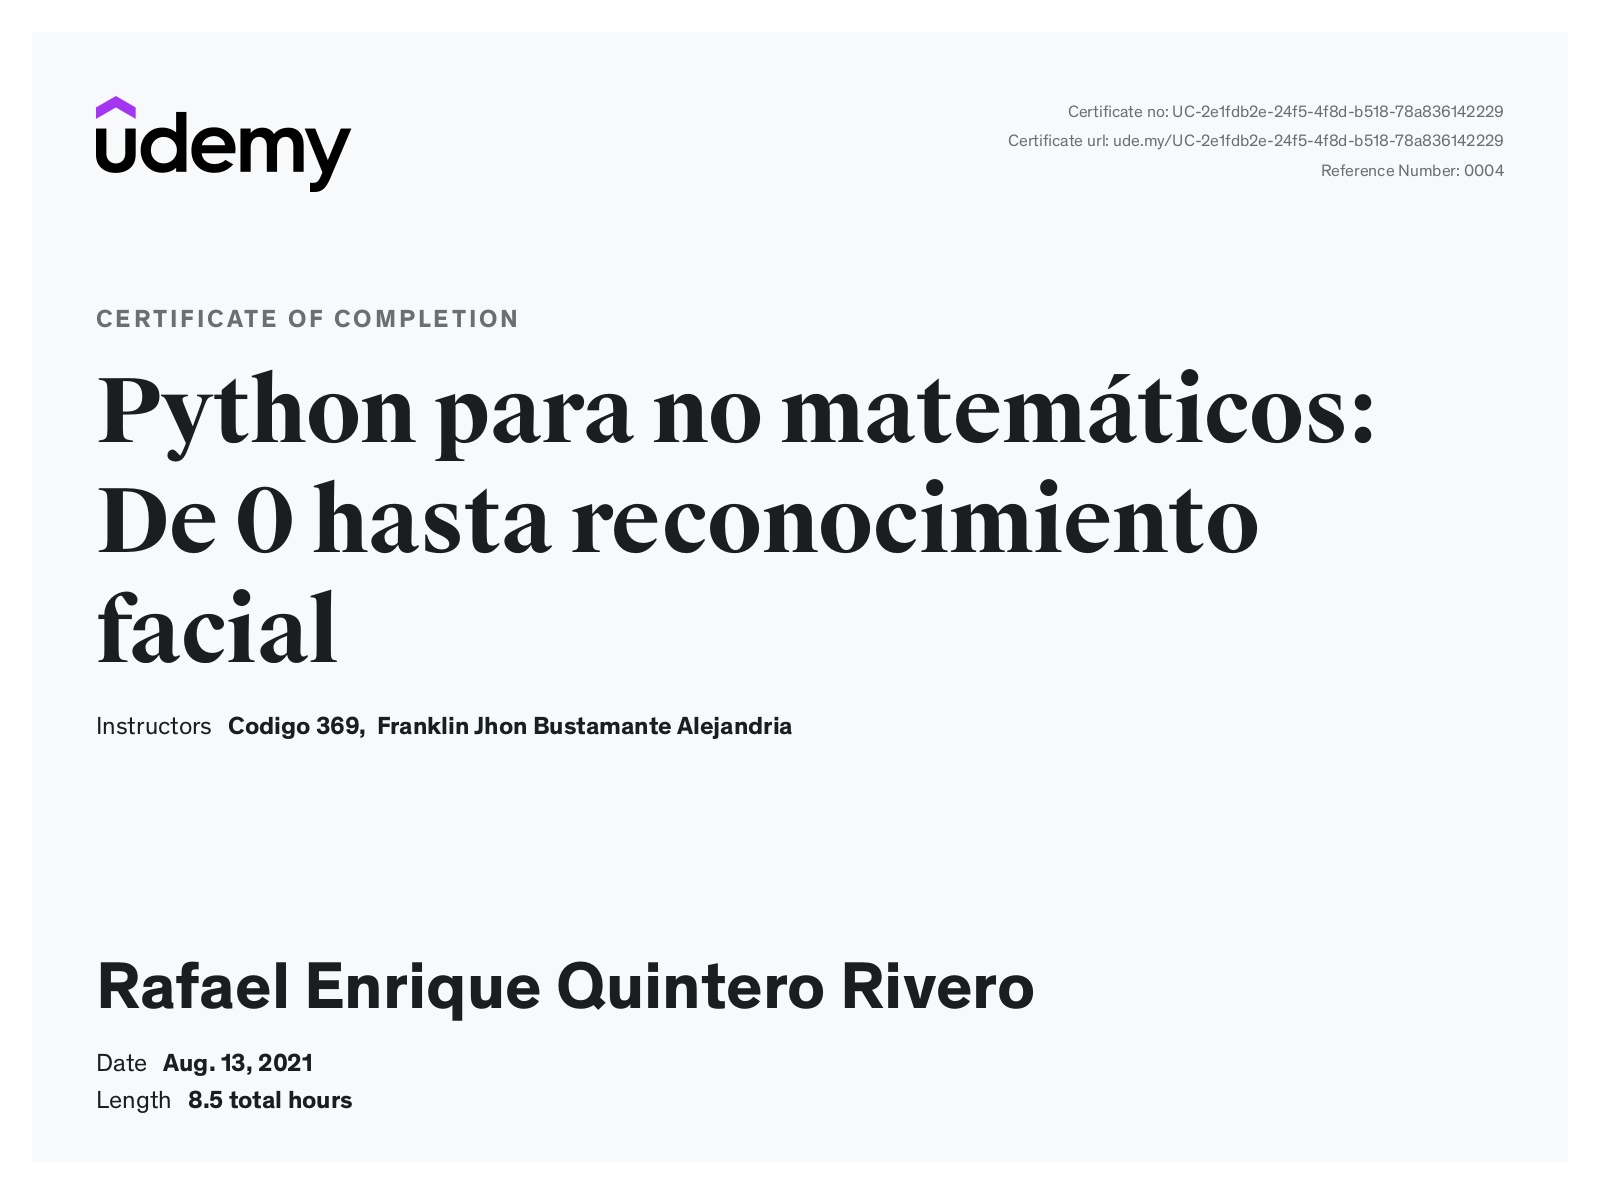 udemy
Certificate no: UC-2e1fdb2e-24f5-4f8d-b518-78a836142229
Certificate url: ude.my/UC-2e1fdb2e-24f5-4f8d-b518-78a836142229
Reference Number: 0004
CERTIFICATE OF COMPLETION
Python para no matemáticos:
De 0 hasta reconocimiento
facial
Instructors Codigo 369, Franklin Jhon Bustamante Alejandria
Rafael Enrique Quintero Rivero
Date Aug. 13, 2021
Length 8.5 total hours